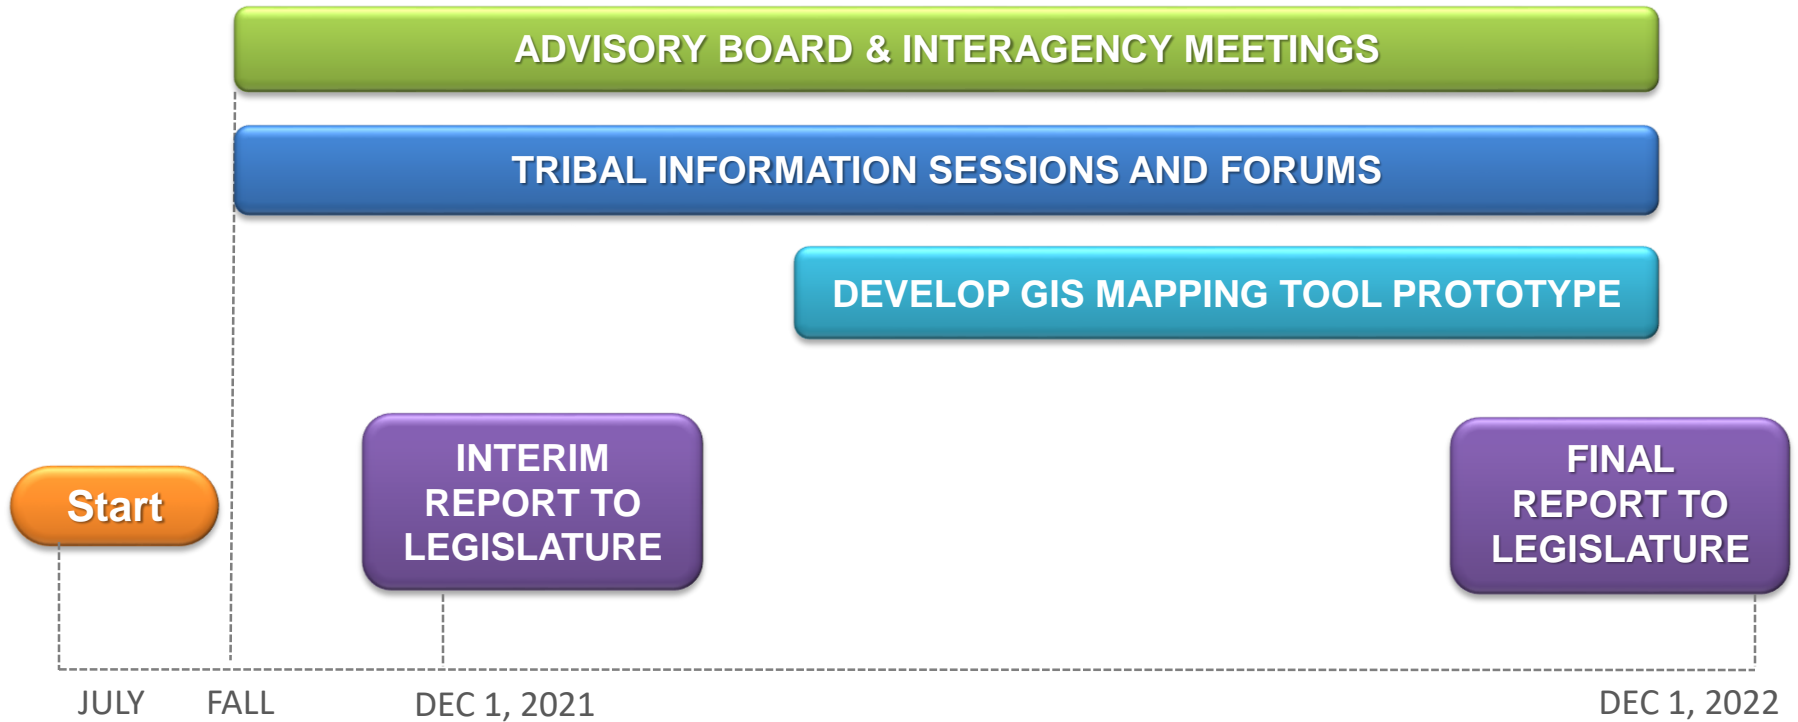 ADVISORY BOARD & INTERAGENCY MEETINGS
TRIBAL INFORMATION SESSIONS AND FORUMS
DEVELOP GIS MAPPING TOOL PROTOTYPE
Start
INTERIM
REPORT TO
LEGISLATURE
FINAL
REPORT TO
LEGISLATURE
JULY
FALL
DEC 1, 2021
DEC 1, 2022